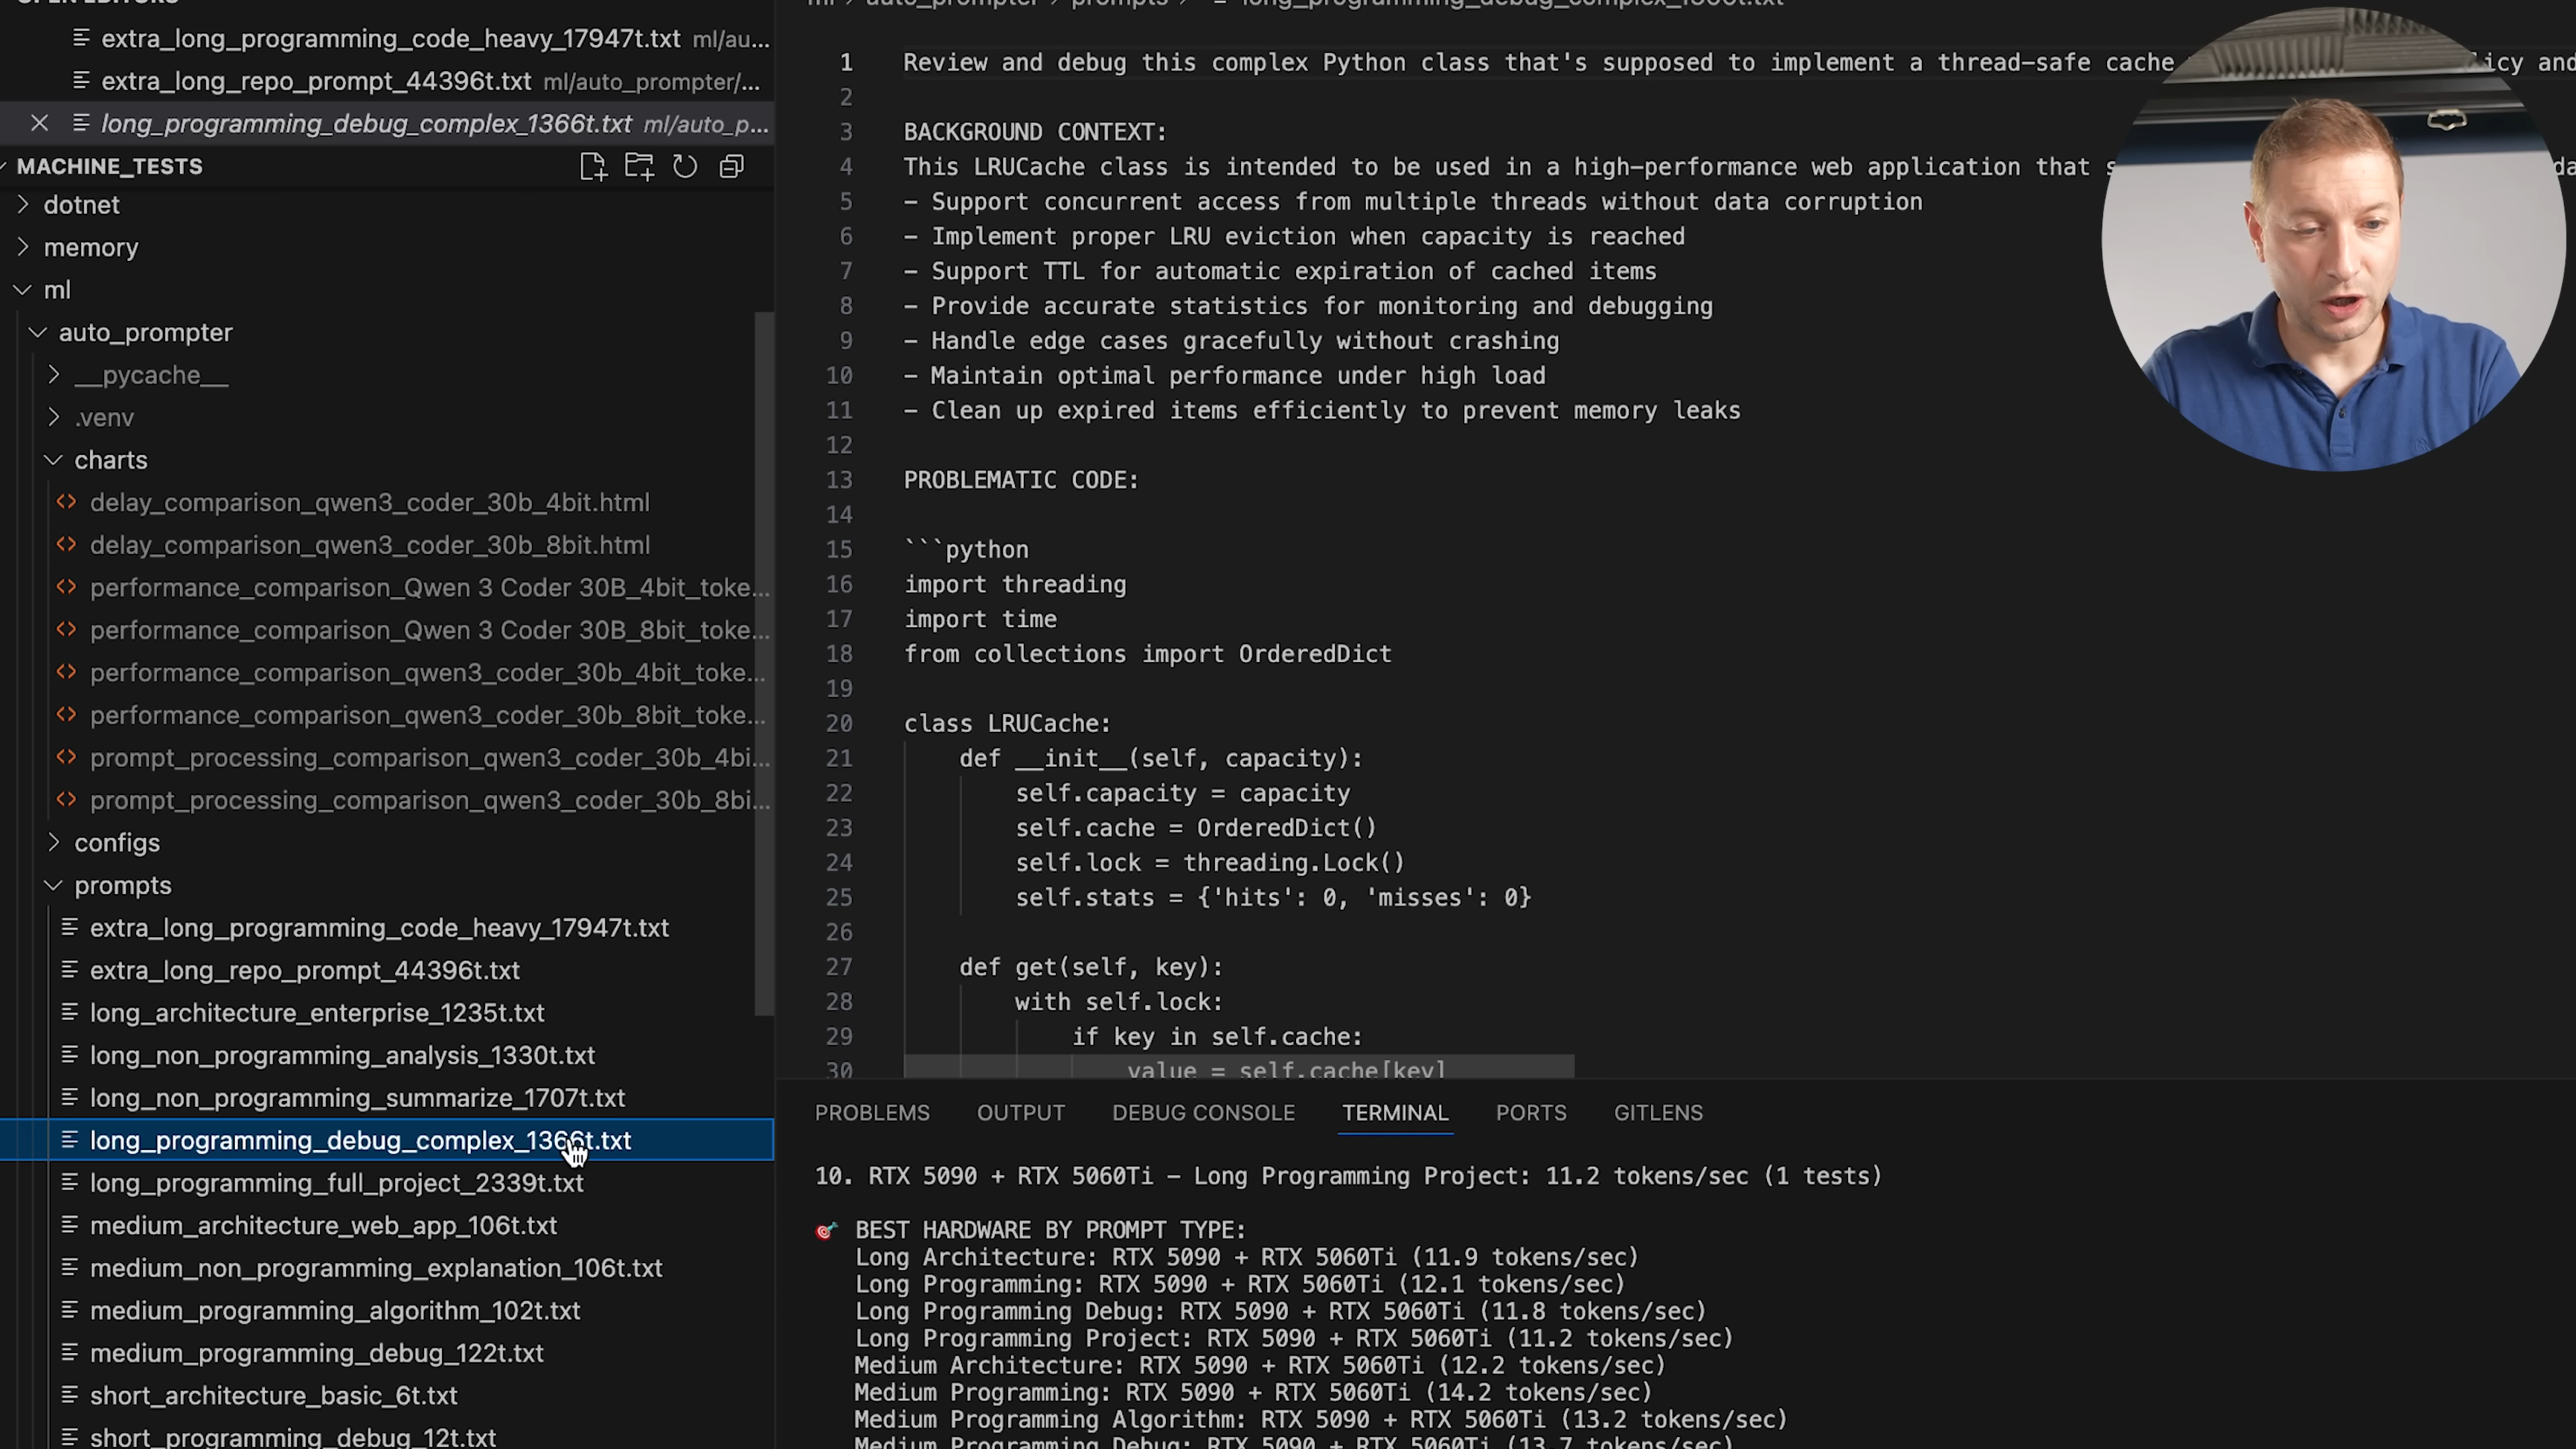 OPEN EDITORS
extra_long_programming_code_heavy_17947t.txt ml/au...
extra_long_repo_prompt_44396t.txt ml/auto_prompter/...
long_programming_debug_complex_1366t.txt ml/auto_p...
MACHINE_TESTS
dotnet
memory
ml
auto_prompter
__pycache__
.venv
charts
delay_comparison_qwen3_coder_30b_4bit.html
delay_comparison_qwen3_coder_30b_8bit.html
performance_comparison_Qwen 3 Coder 30B_4bit_toke...
performance_comparison_Qwen 3 Coder 30B_8bit_toke...
performance_comparison_qwen3_coder_30b_4bit_toke...
performance_comparison_qwen3_coder_30b_8bit_toke...
prompt_processing_comparison_qwen3_coder_30b_4bi...
prompt_processing_comparison_qwen3_coder_30b_8bi...
configs
prompts
extra_long_programming_code_heavy_17947t.txt
extra_long_repo_prompt_44396t.txt
long_architecture_enterprise_1235t.txt
long_non_programming_analysis_1330t.txt
long_non_programming_summarize_1707t.txt
long_programming_debug_complex_1366t.txt
long_programming_full_project_2339t.txt
medium_architecture_web_app_106t.txt
medium_non_programming_explanation_106t.txt
medium_programming_algorithm_102t.txt
medium_programming_debug_122t.txt
short_architecture_basic_6t.txt
short_programming_debug_12t.txt
ml > auto_prompter > prompts > long_programming_debug_complex_1366t.txt
1 Review and debug this complex Python class that's supposed to implement a thread-safe cache and
2
3 BACKGROUND CONTEXT:
4 This LRUCache class is intended to be used in a high-performance web application that
5 - Support concurrent access from multiple threads without data corruption
6 - Implement proper LRU eviction when capacity is reached
7 - Support TTL for automatic expiration of cached items
8 - Provide accurate statistics for monitoring and debugging
9 - Handle edge cases gracefully without crashing
10 - Maintain optimal performance under high load
11 - Clean up expired items efficiently to prevent memory leaks
12
13 PROBLEMATIC CODE:
14
15 ```python
16 import threading
17 import time
18 from collections import OrderedDict
19
20 class LRUCache:
21 def __init__(self, capacity):
22 self.capacity = capacity
23 self.cache = OrderedDict()
24 self.lock = threading.Lock()
25 self.stats = {'hits': 0, 'misses': 0}
26
27 def get(self, key):
28 with self.lock:
29 if key in self.cache:
30 value = self.cache[key]
PROBLEMS OUTPUT DEBUG CONSOLE TERMINAL PORTS GITLENS
10. RTX 5090 + RTX 5060Ti – Long Programming Project: 11.2 tokens/sec (1 tests)
🎯 BEST HARDWARE BY PROMPT TYPE:
Long Architecture: RTX 5090 + RTX 5060Ti (11.9 tokens/sec)
Long Programming: RTX 5090 + RTX 5060Ti (12.1 tokens/sec)
Long Programming Debug: RTX 5090 + RTX 5060Ti (11.8 tokens/sec)
Long Programming Project: RTX 5090 + RTX 5060Ti (11.2 tokens/sec)
Medium Architecture: RTX 5090 + RTX 5060Ti (12.2 tokens/sec)
Medium Programming: RTX 5090 + RTX 5060Ti (14.2 tokens/sec)
Medium Programming Algorithm: RTX 5090 + RTX 5060Ti (13.2 tokens/sec)
Medium Programming Debug: RTX 5090 + RTX 5060Ti (13.7 tokens/sec)